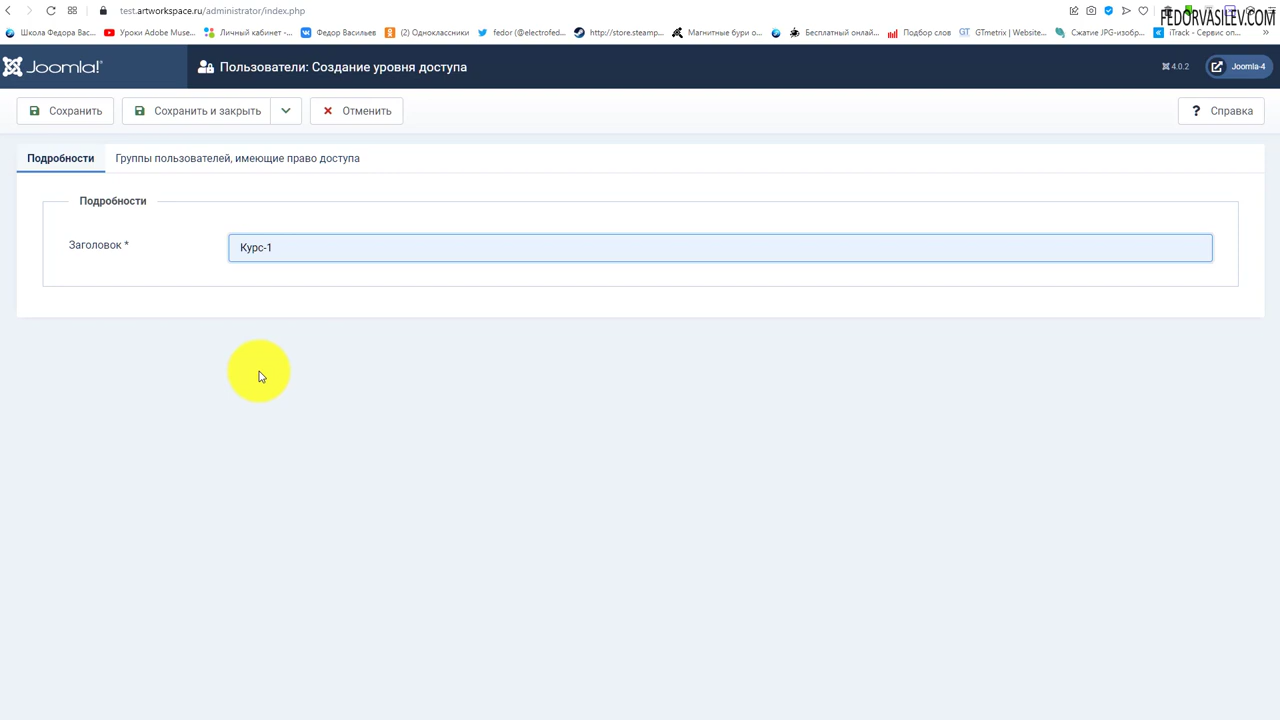 test.artworkspace.ru/administrator/index.php
FEDORVASILEV.COM
Школа Федора Вас... Уроки Adobe Muse... Личный кабинет -... Федор Васильев (2) Одноклассники fedor (@electrofed... http://store.steamp... Магнитные бури о... Бесплатный онлай... Подбор слов GT GTmetrix | Website... Сжатие JPG-изобр... iTrack - Сервис оп... »
Joomla!® Пользователи: Создание уровня доступа 4.0.2 Joomla-4
Сохранить Сохранить и закрыть Отменить ? Справка
Подробности Группы пользователей, имеющие право доступа
Подробности
Заголовок * Курс-1